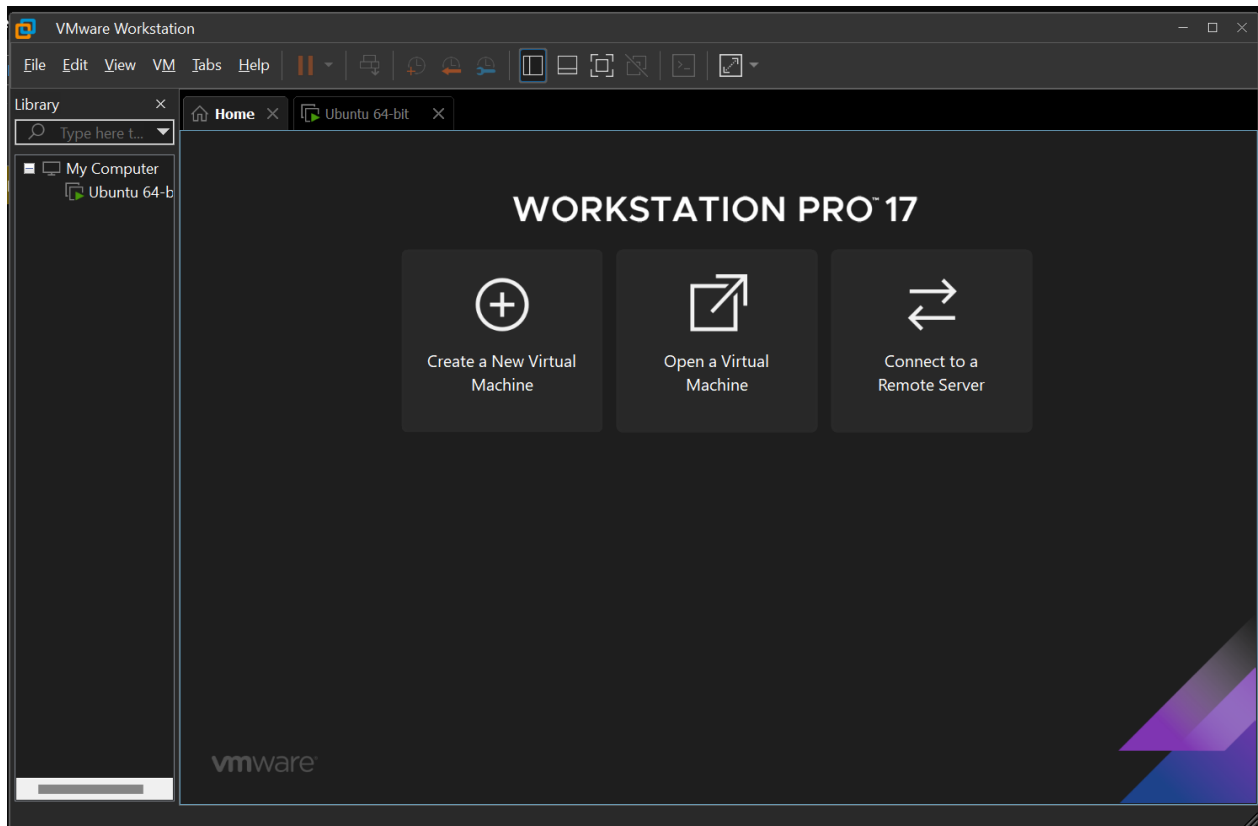 VMware Workstation
File Edit View VM Tabs Help
Library
Home
Ubuntu 64-bit
Type here t...
My Computer
Ubuntu 64-b
WORKSTATION PRO™ 17
Create a New Virtual
Machine
Open a Virtual
Machine
Connect to a
Remote Server
vmware